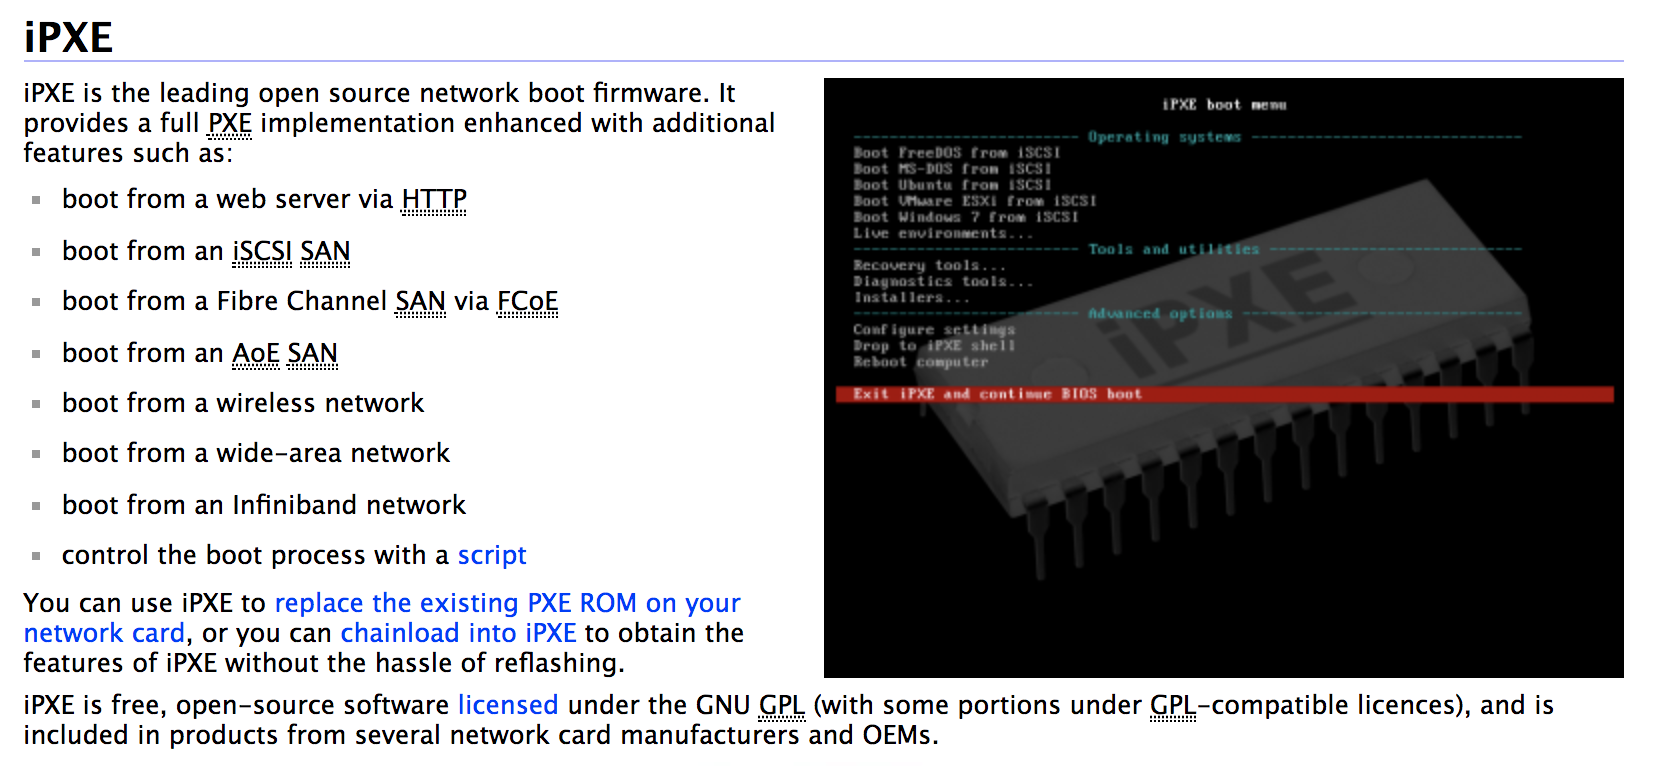 iPXE
iPXE is the leading open source network boot firmware. It
provides a full PXE implementation enhanced with additional
features such as:
boot from a web server via HTTP
boot from an iSCSI SAN
boot from a Fibre Channel SAN via FCoE
boot from an AoE SAN
boot from a wireless network
boot from a wide-area network
boot from an Infiniband network
control the boot process with a script
You can use iPXE to replace the existing PXE ROM on your
network card, or you can chainload into iPXE to obtain the
features of iPXE without the hassle of reflashing.
iPXE boot menu
Operating systems
Boot FreeDOS from iSCSI
Boot MS-DOS from iSCSI
Boot Ubuntu from iSCSI
Boot VMware ESXi from iSCSI
Boot Windows 7 from iSCSI
Live environments...
Tools and utilities
Recovery tools...
Diagnostics tools...
Installers...
Advanced options
Configure settings
Drop to iPXE shell
Reboot computer
Exit iPXE and continue BIOS boot
iPXE
iPXE is free, open-source software licensed under the GNU GPL (with some portions under GPL-compatible licences), and is
included in products from several network card manufacturers and OEMs.